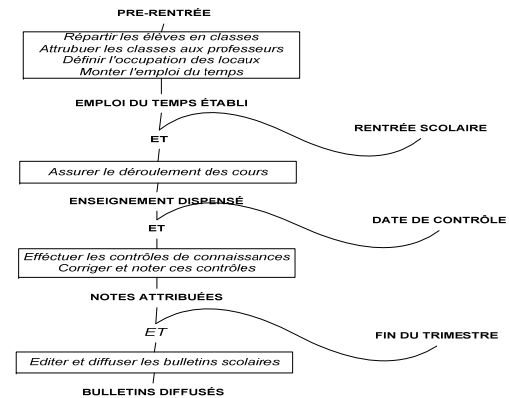 PRE-RENTRÉE
Répartir les élèves en classes
Attrubuer les classes aux professeurs
Définir l'occupation des locaux
Monter l'emploi du temps
EMPLOI DU TEMPS ÉTABLI
ET
RENTRÉE SCOLAIRE
Assurer le déroulement des cours
ENSEIGNEMENT DISPENSÉ
ET
DATE DE CONTRÔLE
Efféctuer les contrôles de connaissances
Corriger et noter ces contrôles
NOTES ATTRIBUÉES
ET
FIN DU TRIMESTRE
Editer et diffuser les bulletins scolaires
BULLETINS DIFFUSÉS